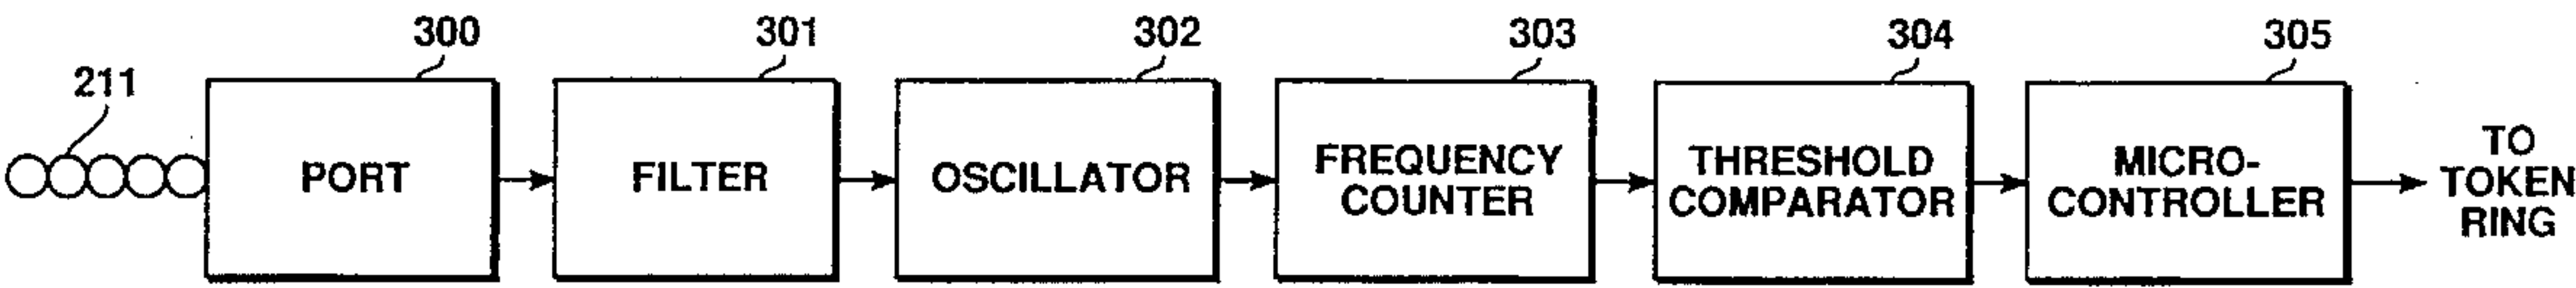 211
300
PORT
301
FILTER
302
OSCILLATOR
303
FREQUENCY
COUNTER
304
THRESHOLD
COMPARATOR
305
MICRO-
CONTROLLER
TO
TOKEN
RING